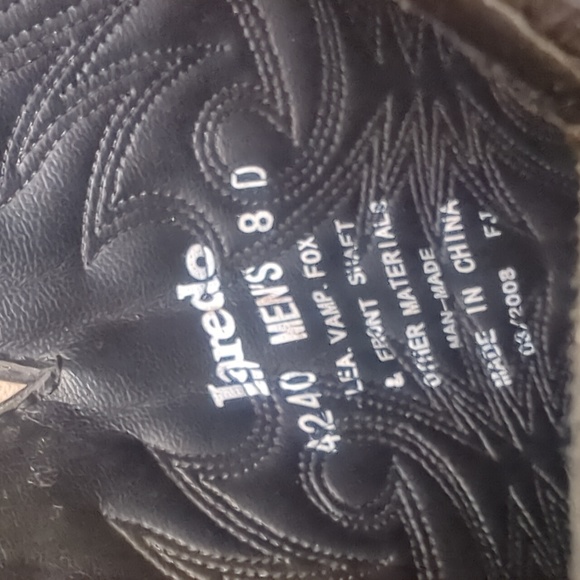 Laredo
4240 MEN'S 8 D
LEA. VAMP. FOX
& FRONT SHAFT
OTHER MATERIALS
MAN-MADE
MADE IN CHINA
03/2008 FJ